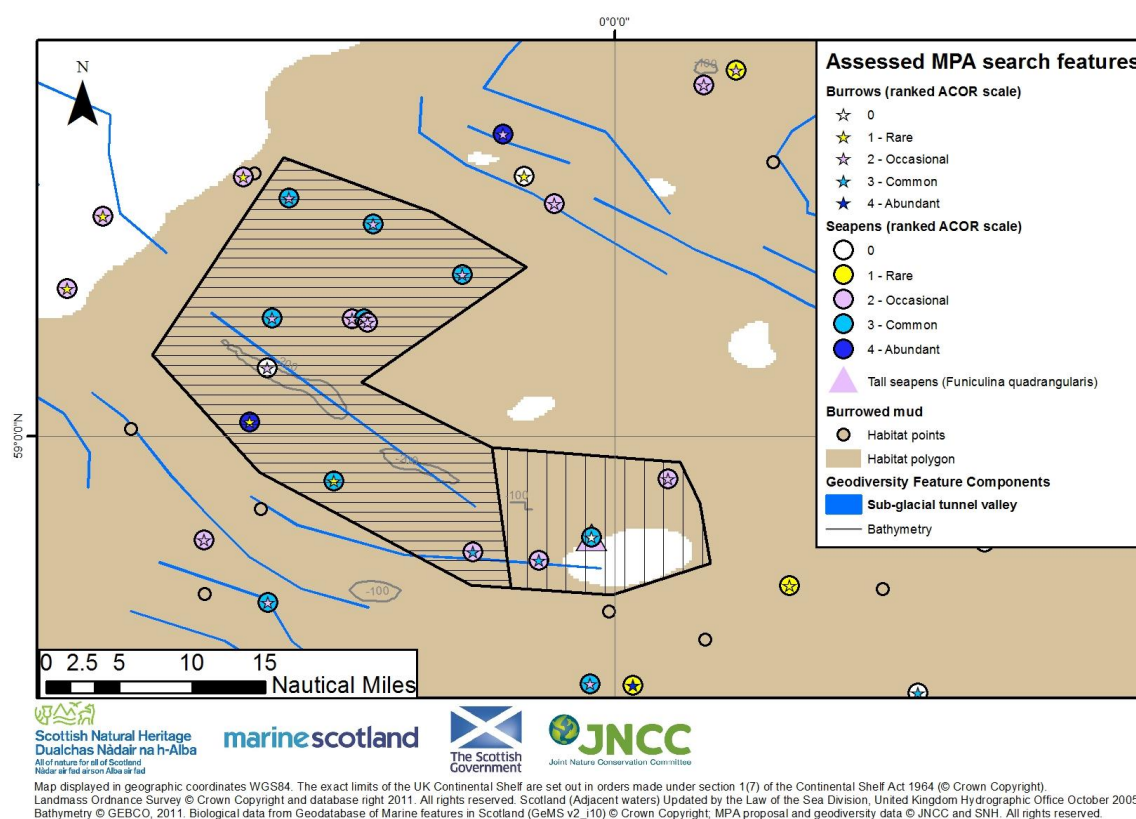 0°0'0"
N
Assessed MPA search features
Burrows (ranked ACOR scale)
0
1 - Rare
2 - Occasional
3 - Common
4 - Abundant
Seapens (ranked ACOR scale)
0
1 - Rare
2 - Occasional
3 - Common
4 - Abundant
Tall seapens (Funiculina quadrangularis)
Burrowed mud
Habitat points
Habitat polygon
Geodiversity Feature Components
Sub-glacial tunnel valley
Bathymetry
-100
-200
59°0'0"N
-200
100
-100
0 2.5 5 10 15
Nautical Miles
Scottish Natural Heritage
Dualchas Nàdair na h-Alba
All of nature for all of Scotland
Nàdar air fad airson Alba air fad
marinescotland
The Scottish
Government
JNCC
Joint Nature Conservation Committee
Map displayed in geographic coordinates WGS84. The exact limits of the UK Continental Shelf are set out in orders made under section 1(7) of the Continental Shelf Act 1964 (© Crown Copyright).
Landmass Ordnance Survey © Crown Copyright and database right 2011. All rights reserved. Scotland (Adjacent waters) Updated by the Law of the Sea Division, United Kingdom Hydrographic Office October 2005
Bathymetry © GEBCO, 2011. Biological data from Geodatabase of Marine features in Scotland (GeMS v2_i10) © Crown Copyright; MPA proposal and geodiversity data © JNCC and SNH. All rights reserved.